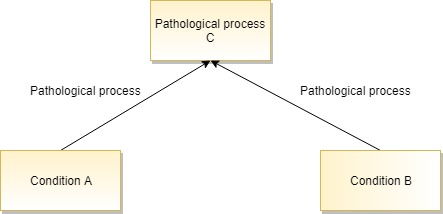 Pathological process
C
Pathological process
Pathological process
Condition A
Condition B